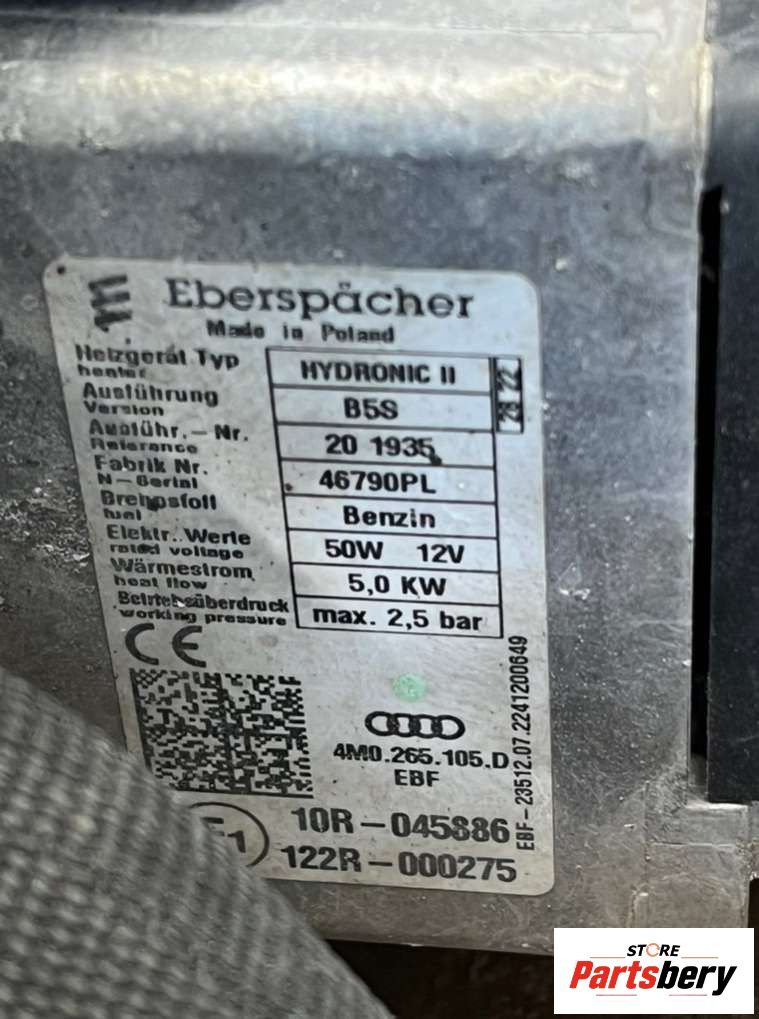 Eberspächer
Made in Poland
Heizgerät Typ HYDRONIC II
heater
Ausführung B5S
Version
Ausführ.-Nr. 20 1935
Reference
Fabrik Nr. 46790PL
N-Serial
Brennstoff Benzin
fuel
Elektr. Werte 50W 12V
rated voltage
Wärmestrom 5,0 KW
heat flow
Betriebsüberdruck max. 2,5 bar
working pressure
28 22
CE
4M0.265.105.D
EBF
EBF-23512.07.2241200649
10R-045886
122R-000275
STORE
Partsbery